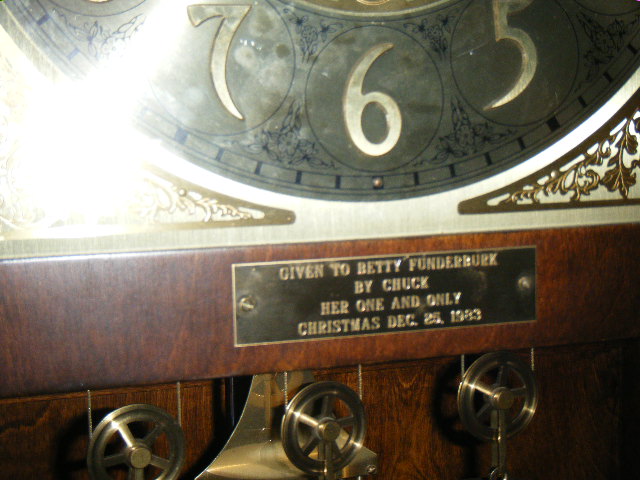 7 6 5
GIVEN TO BETTY FUNDERBURK
BY CHUCK
HER ONE AND ONLY
CHRISTMAS DEC. 25, 1983